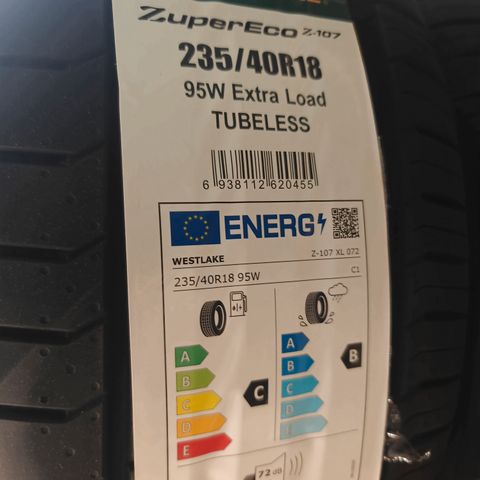 ZuperEco Z-107
235/40R18
95W Extra Load
TUBELESS
6 938112 620455
ENERG
WESTLAKE
Z-107 XL 072
235/40R18 95W
C1
A
B
C
D
E
C
A
B
C
D
E
B
72 dB